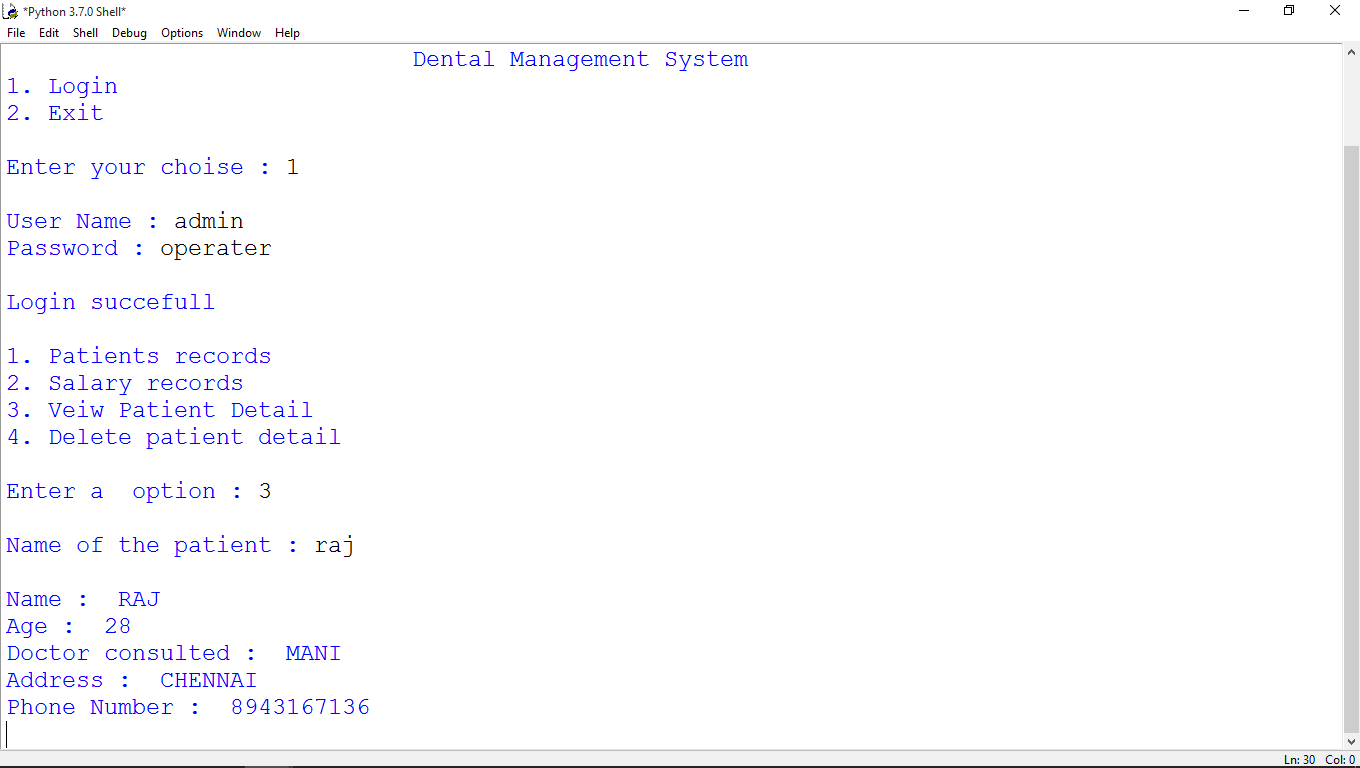 *Python 3.7.0 Shell*
File Edit Shell Debug Options Window Help
Dental Management System
1. Login
2. Exit
Enter your choise : 1
User Name : admin
Password : operater
Login succefull
1. Patients records
2. Salary records
3. Veiw Patient Detail
4. Delete patient detail
Enter a  option : 3
Name of the patient : raj
Name :  RAJ
Age :  28
Doctor consulted :  MANI
Address :  CHENNAI
Phone Number :  8943167136
Ln: 30 Col: 0